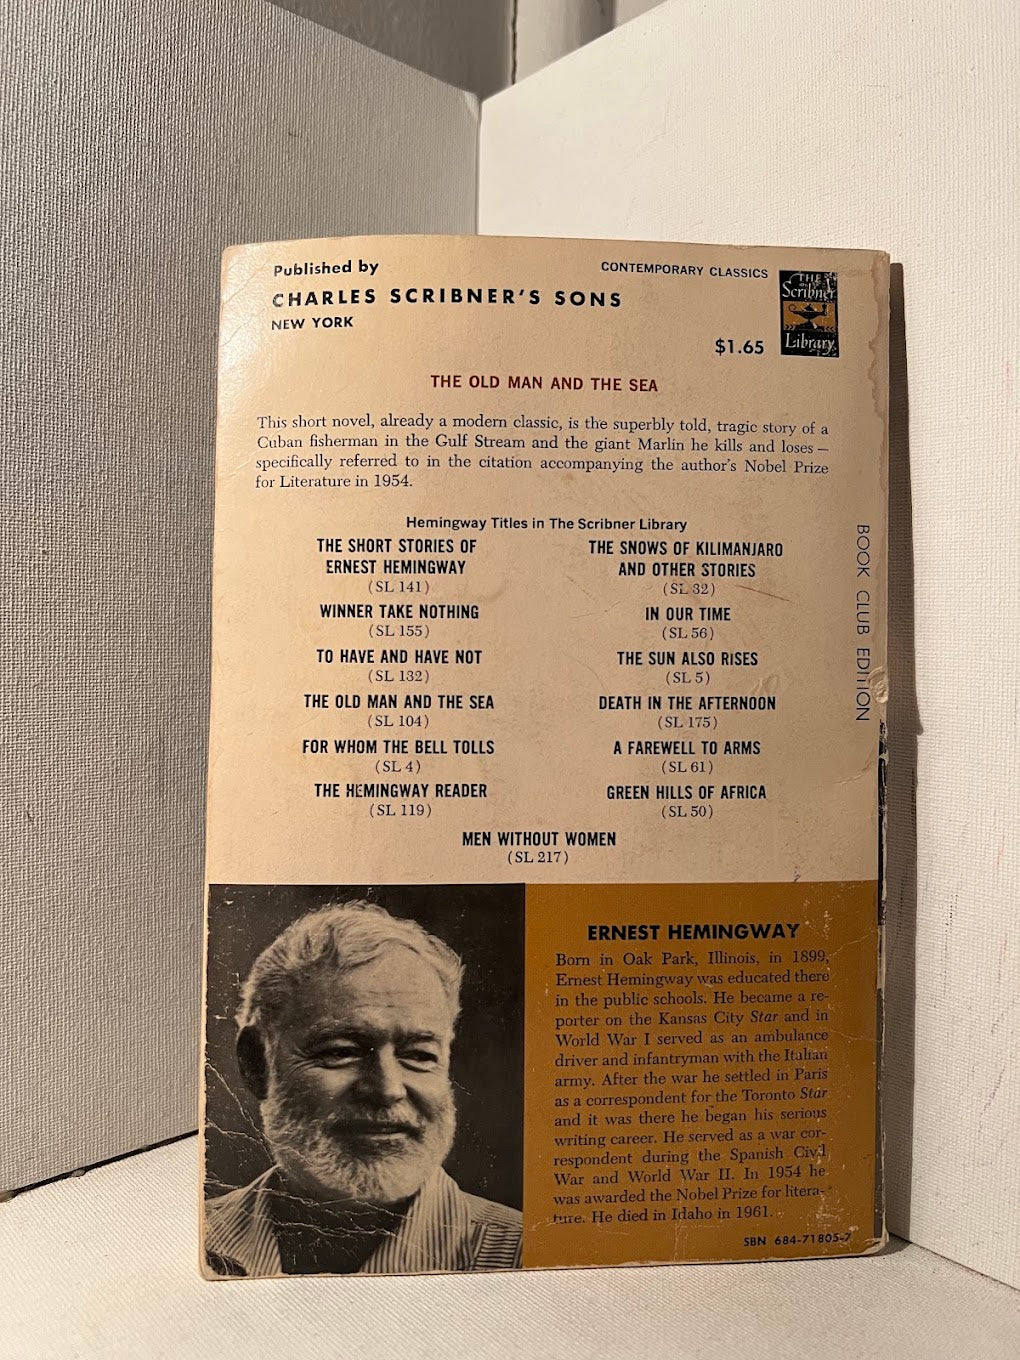 Published by
CHARLES SCRIBNER'S SONS
NEW YORK
CONTEMPORARY CLASSICS
$1.65
THE
Scribner
Library
THE OLD MAN AND THE SEA
This short novel, already a modern classic, is the superbly told, tragic story of a
Cuban fisherman in the Gulf Stream and the giant Marlin he kills and loses –
specifically referred to in the citation accompanying the author's Nobel Prize
for Literature in 1954.
Hemingway Titles in The Scribner Library
THE SHORT STORIES OF
ERNEST HEMINGWAY
(SL 141)
WINNER TAKE NOTHING
(SL 155)
TO HAVE AND HAVE NOT
(SL 132)
THE OLD MAN AND THE SEA
(SL 104)
FOR WHOM THE BELL TOLLS
(SL 4)
THE HEMINGWAY READER
(SL 119)
THE SNOWS OF KILIMANJARO
AND OTHER STORIES
(SL 32)
IN OUR TIME
(SL 56)
THE SUN ALSO RISES
(SL 5)
DEATH IN THE AFTERNOON
(SL 175)
A FAREWELL TO ARMS
(SL 61)
GREEN HILLS OF AFRICA
(SL 50)
MEN WITHOUT WOMEN
(SL 217)
BOOK CLUB EDITION
ERNEST HEMINGWAY
Born in Oak Park, Illinois, in 1899,
Ernest Hemingway was educated there
in the public schools. He became a re-
porter on the Kansas City Star and in
World War I served as an ambulance
driver and infantryman with the Italian
army. After the war he settled in Paris
as a correspondent for the Toronto Star
and it was there he began his serious
writing career. He served as a war cor-
respondent during the Spanish Civil
War and World War II. In 1954 he
was awarded the Nobel Prize for litera-
ture. He died in Idaho in 1961.
SBN 684-71805-7